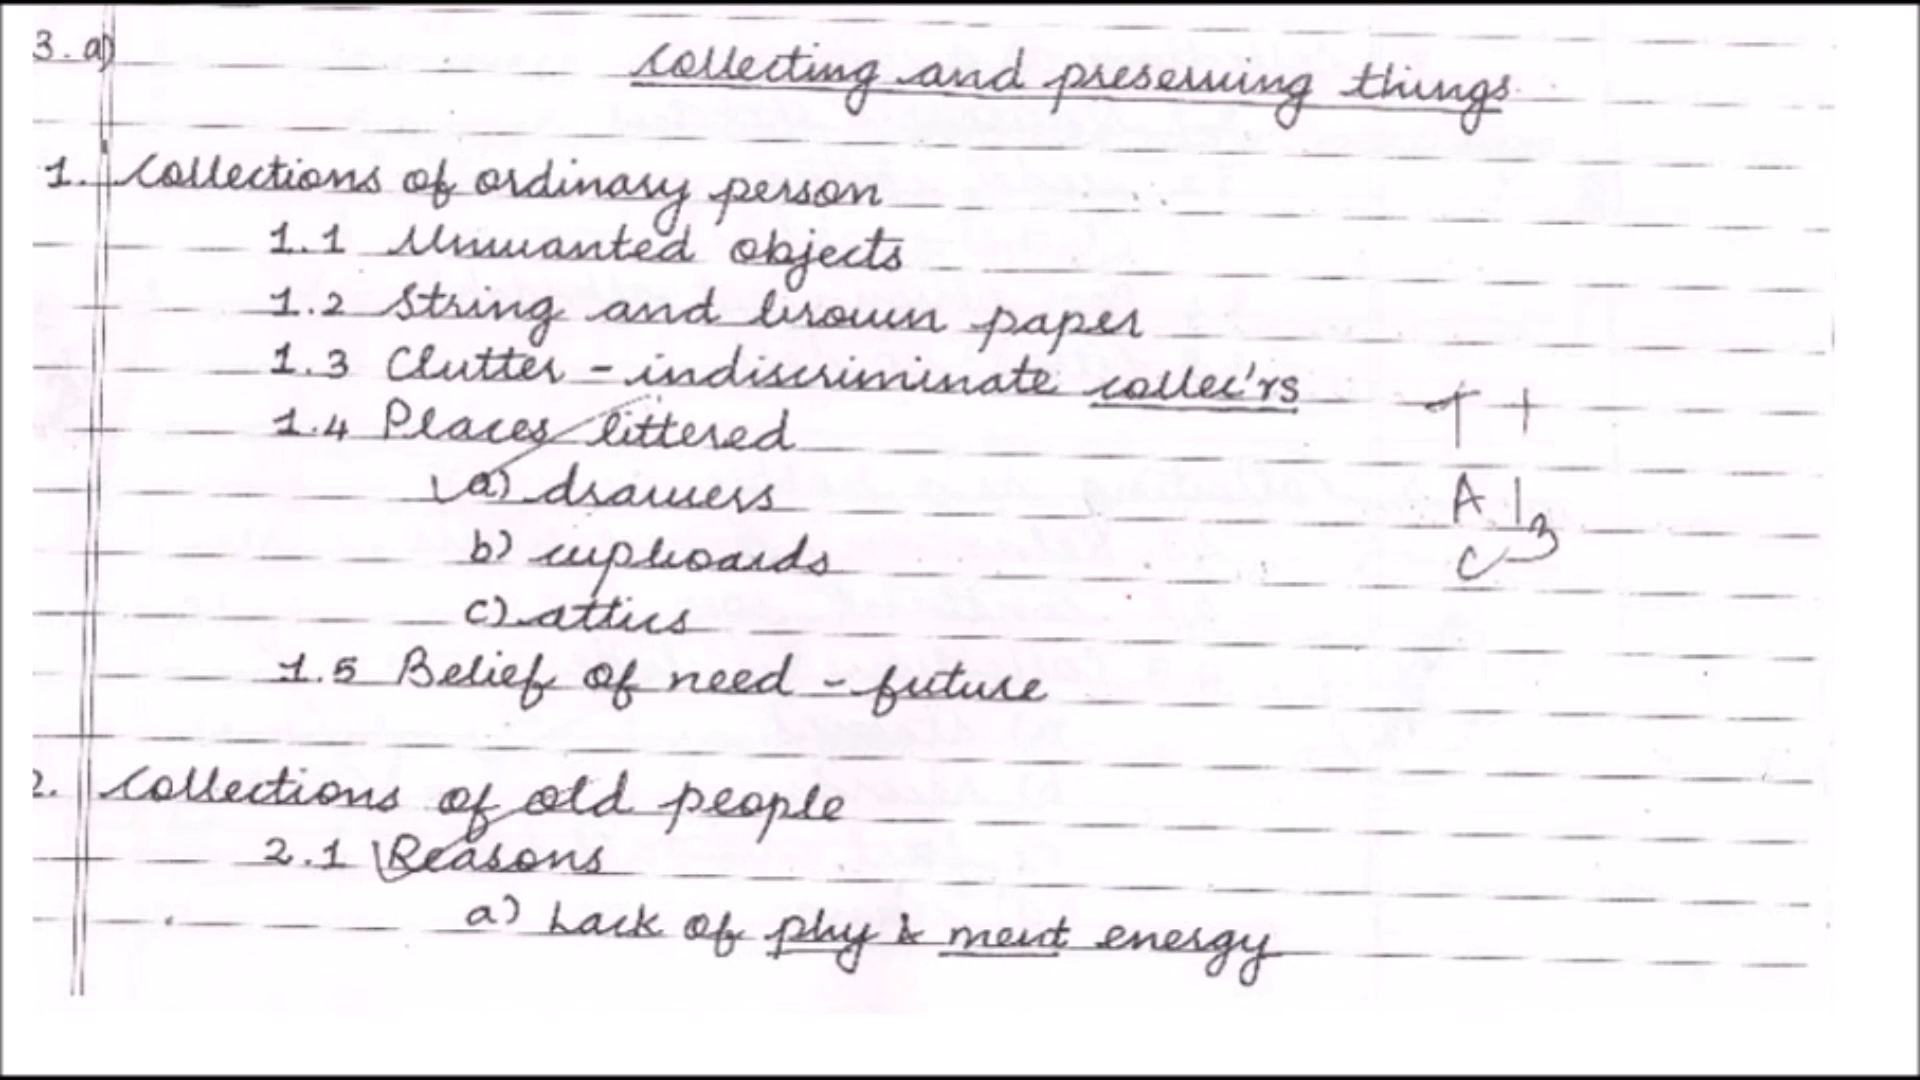 3. a)
Collecting and preserving things
1. Collections of ordinary person
1.1 Unwanted objects
1.2 String and brown paper
1.3 Clutter - indiscriminate collec'rs
1.4 Places littered
a) drawers
b) cupboards
c) attics
1.5 Belief of need - future
2. Collections of old people
2.1 Reasons
a) Lack of phy & ment energy